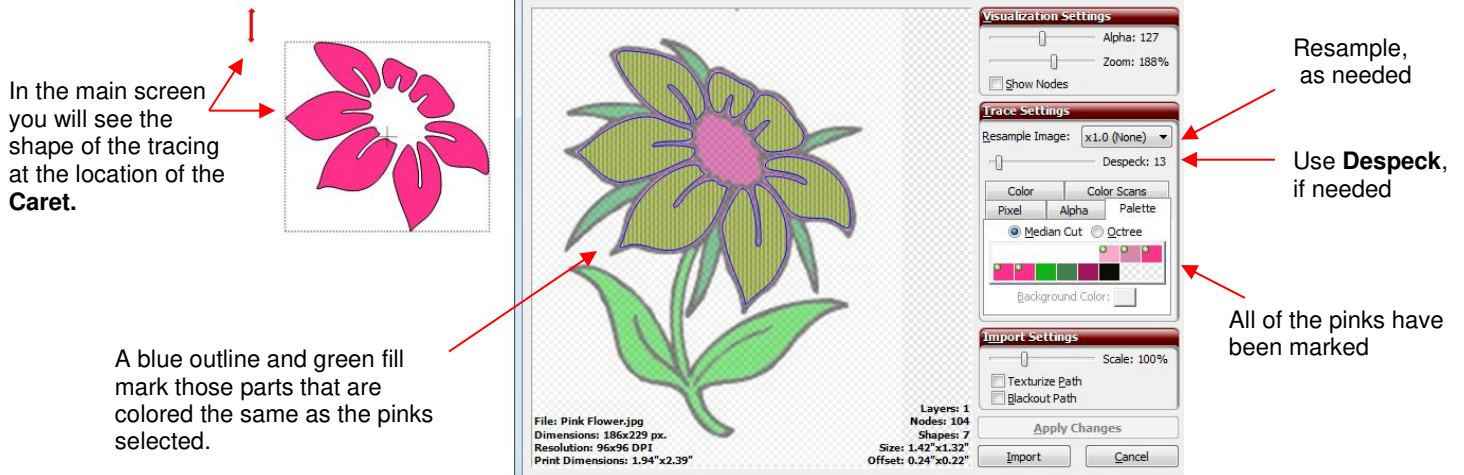 In the main screen
you will see the
shape of the tracing
at the location of the
Caret.
A blue outline and green fill
mark those parts that are
colored the same as the pinks
selected.
File: Pink Flower.jpg
Dimensions: 186x229 px.
Resolution: 96x96 DPI
Print Dimensions: 1.94"x2.39"
Layers: 1
Nodes: 104
Shapes: 7
Size: 1.42"x1.32"
Offset: 0.24"x0.22"
Visualization Settings
Alpha: 127
Zoom: 188%
Show Nodes
Trace Settings
Resample Image: x1.0 (None)
Despeck: 13
Color Color Scans
Pixel Alpha Palette
Median Cut Octree
Background Color:
Import Settings
Scale: 100%
Texturize Path
Blackout Path
Apply Changes
Import Cancel
Resample,
as needed
Use Despeck,
if needed
All of the pinks have
been marked